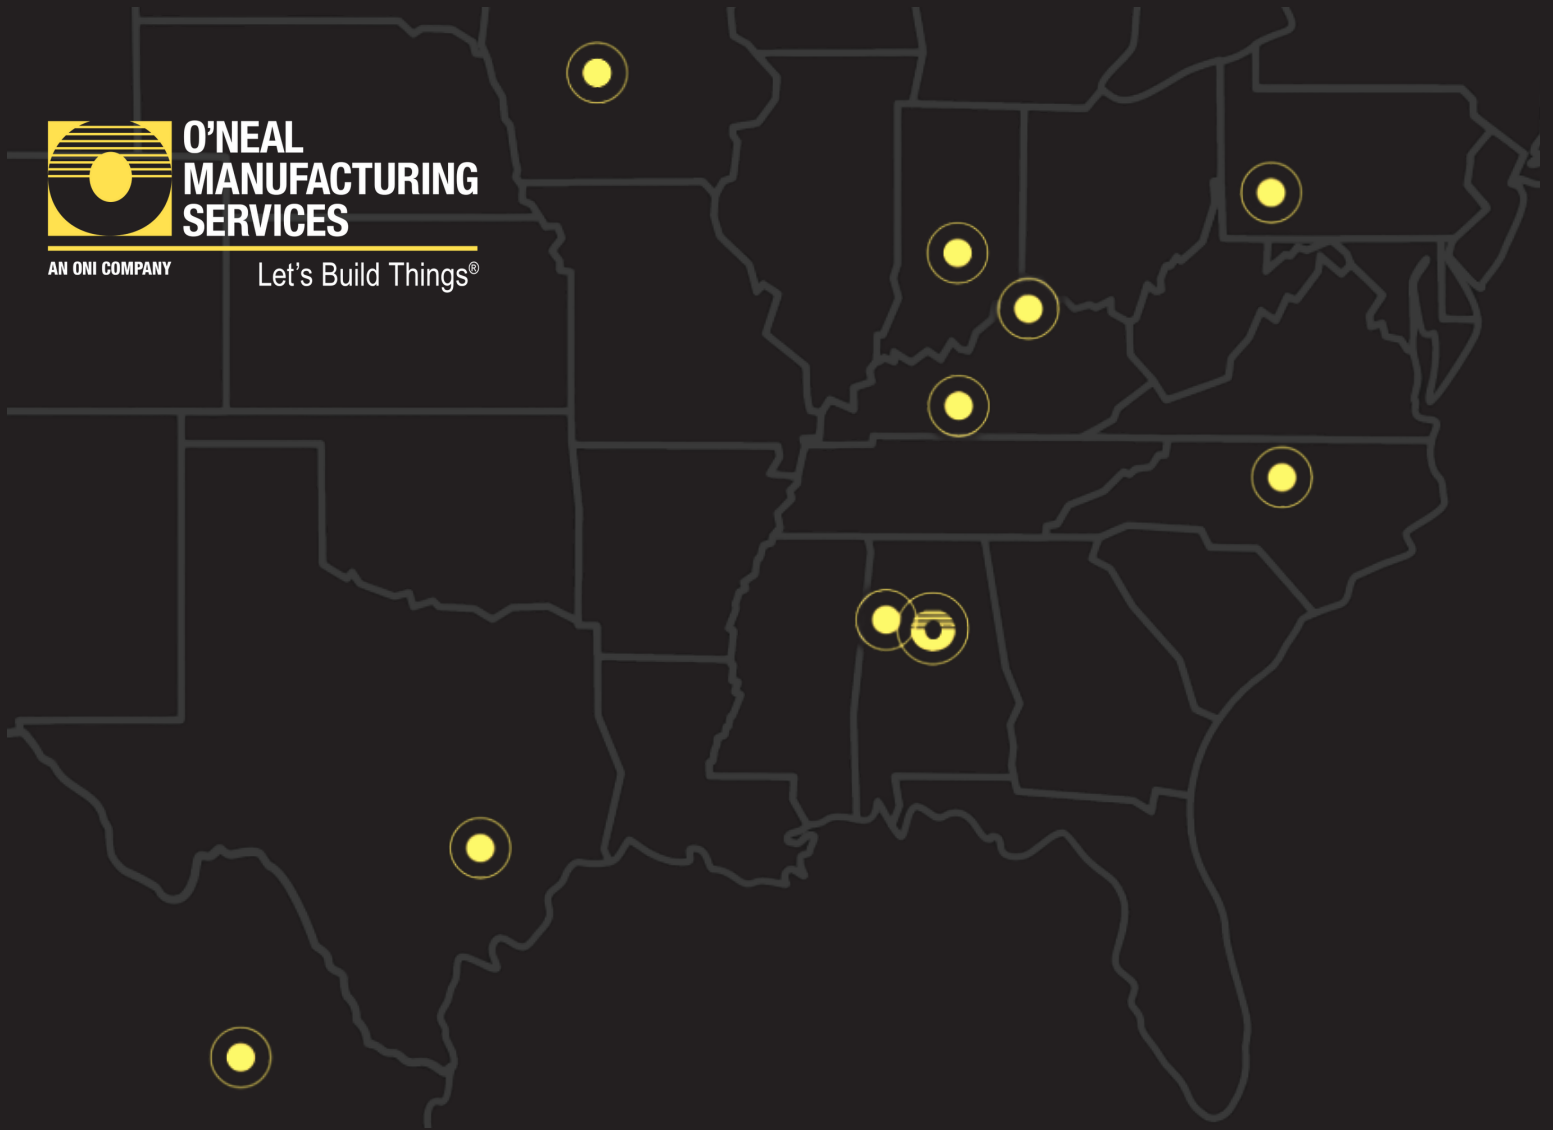 O'NEAL
MANUFACTURING
SERVICES
AN ONI COMPANY
Let's Build Things®